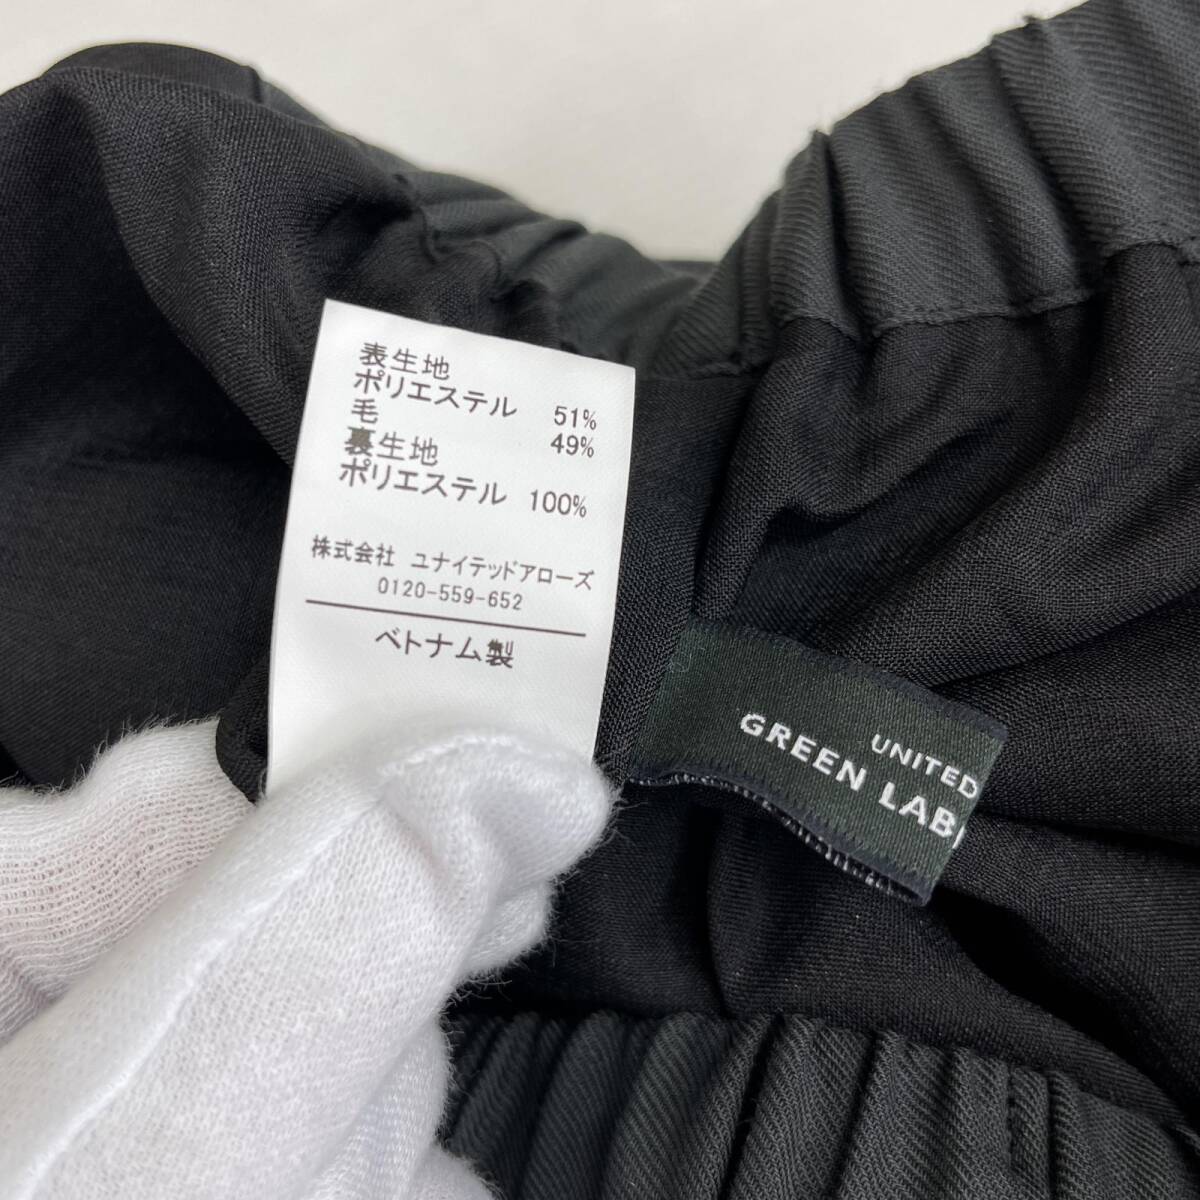 表生地
ポリエステル 51%
毛 49%
裏生地
ポリエステル 100%
株式会社 ユナイテッドアローズ
0120-559-652
ベトナム製
UNITED
GREEN LAB